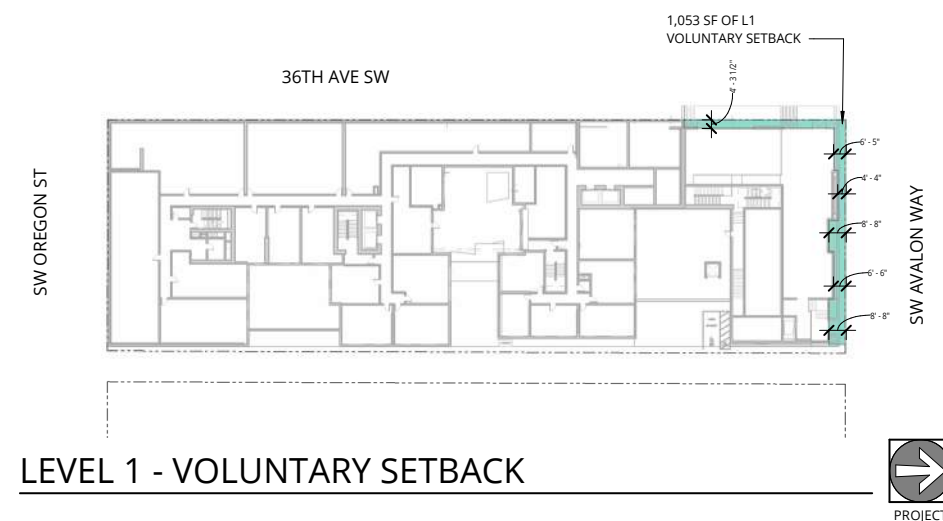 1,053 SF OF L1
VOLUNTARY SETBACK
36TH AVE SW
4' - 3 1/2"
6' - 5"
4' - 4"
8' - 8"
6' - 6"
8' - 8"
SW OREGON ST
SW AVALON WAY
LEVEL 1 - VOLUNTARY SETBACK
PROJECT